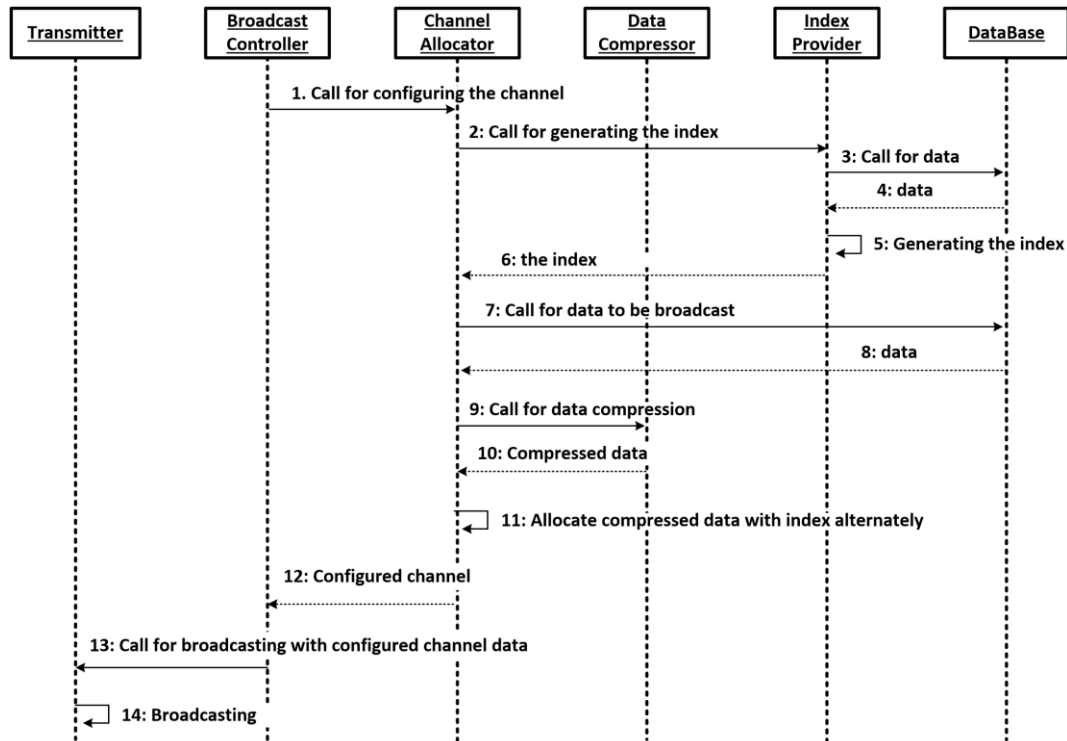 Transmitter
Broadcast
Controller
Channel
Allocator
Data
Compressor
Index
Provider
DataBase
1. Call for configuring the channel
2: Call for generating the index
3: Call for data
4: data
5: Generating the index
6: the index
7: Call for data to be broadcast
8: data
9: Call for data compression
10: Compressed data
11: Allocate compressed data with index alternately
12: Configured channel
13: Call for broadcasting with configured channel data
14: Broadcasting